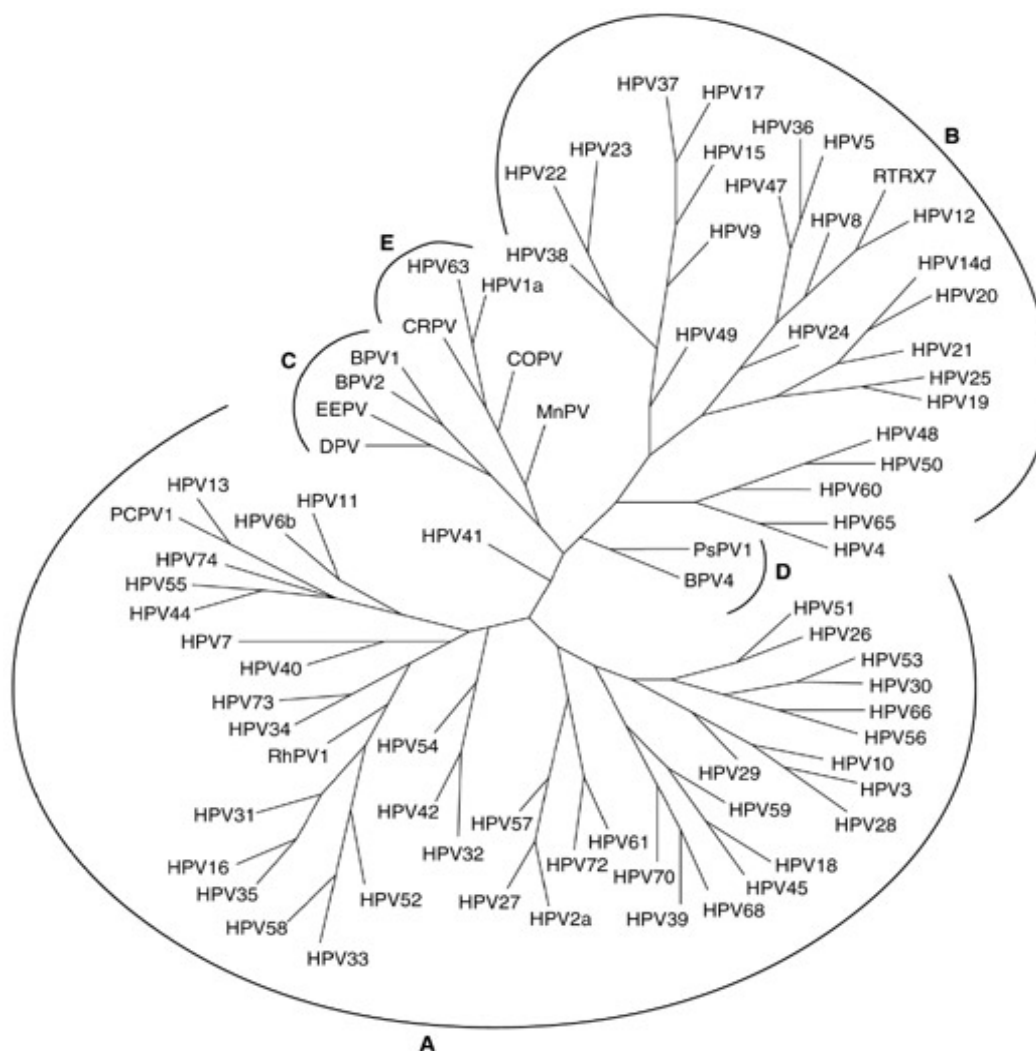 HPV37
HPV17
HPV36
HPV5
B
HPV23
HPV15
HPV22
HPV47
RTRX7
HPV8
HPV12
HPV9
E
HPV38
HPV63
HPV14d
HPV1a
HPV20
CRPV
HPV49
HPV24
C
BPV1
COPV
HPV21
BPV2
HPV25
HPV19
EEPV
MnPV
DPV
HPV48
HPV50
HPV13
HPV11
HPV60
PCPV1
HPV6b
HPV65
HPV41
PsPV1
HPV4
HPV74
BPV4
D
HPV55
HPV44
HPV51
HPV26
HPV7
HPV40
HPV53
HPV30
HPV73
HPV66
HPV34
HPV54
HPV56
RhPV1
HPV10
HPV29
HPV3
HPV31
HPV42
HPV59
HPV57
HPV28
HPV61
HPV32
HPV16
HPV72
HPV18
HPV35
HPV70
HPV45
HPV52
HPV27
HPV68
HPV58
HPV2a
HPV39
HPV33
A